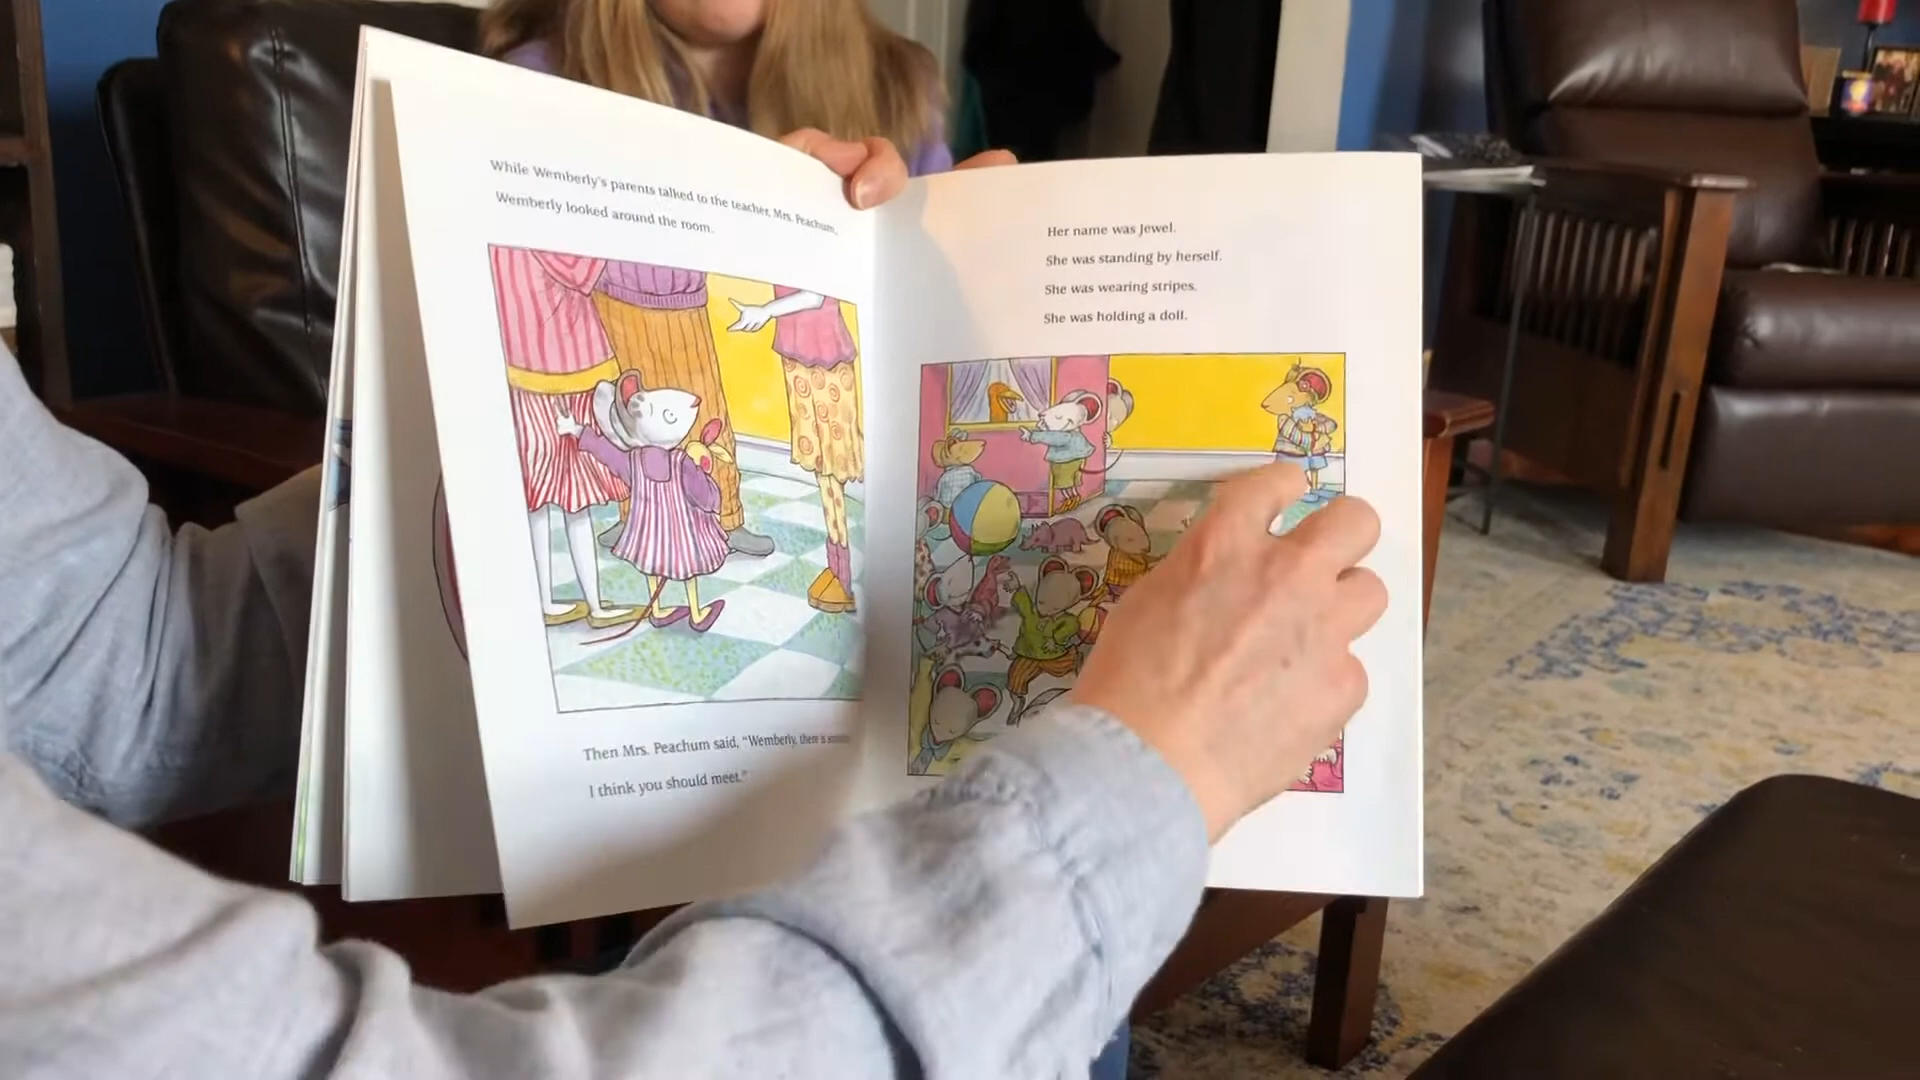 While Wemberly's parents talked to the teacher, Mrs. Peachum,
Wemberly looked around the room.
Then Mrs. Peachum said, "Wemberly, there is
I think you should meet."
Her name was Jewel.
She was standing by herself.
She was wearing stripes.
She was holding a doll.